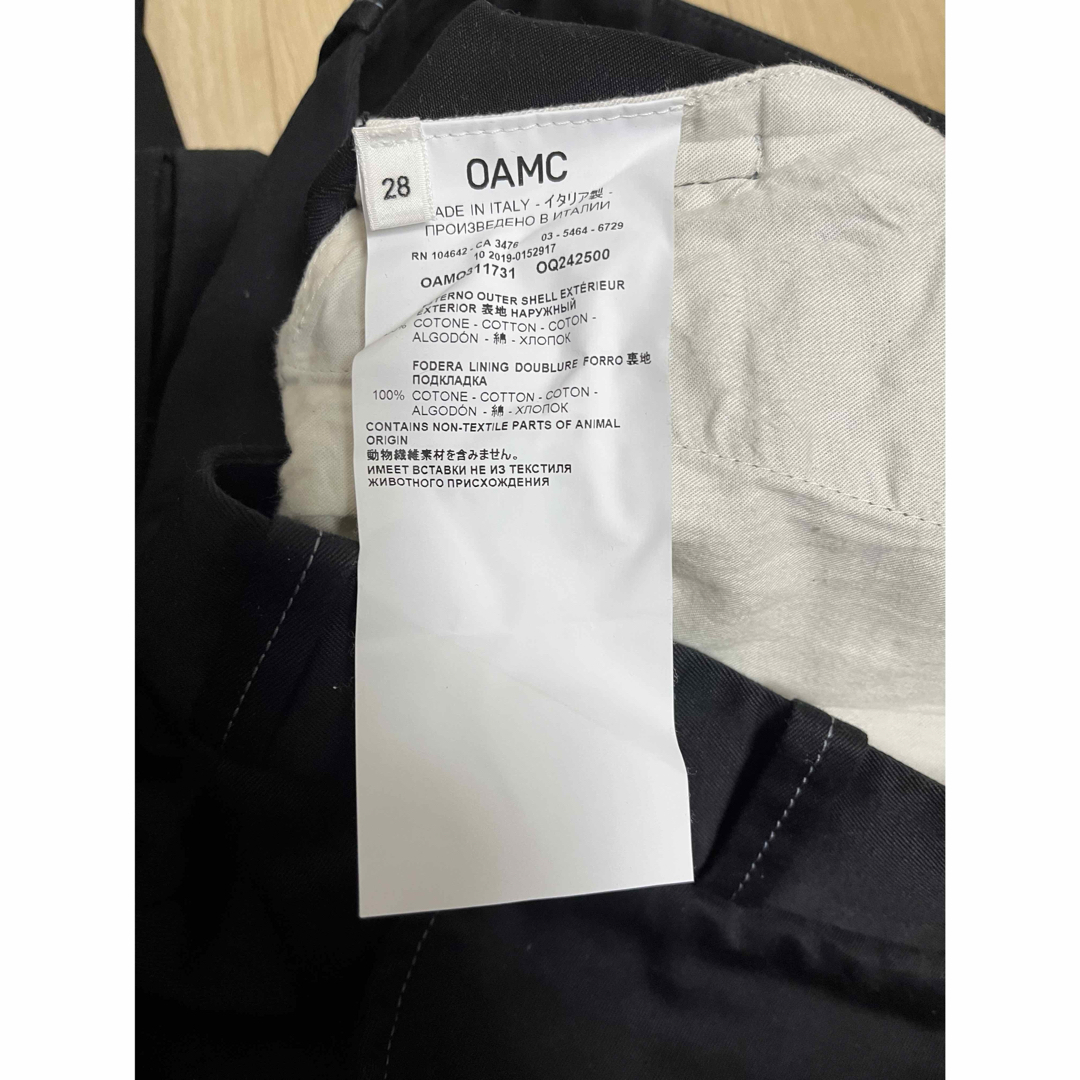 28
OAMC
ADE IN ITALY - イタリア製 -
ПРОИЗВЕДЕНО В ИТАЛИИ
RN 104642 - CA 3476 03 - 5464 - 6729
10 2019-0152917
OAMO311731 OQ242500
OUTER SHELL EXTÉRIEUR
EXTERIOR 表地 НАРУЖНЫЙ
COTONE - COTTON - COTON -
ALGODÓN - 綿 - ХЛОПОК
FODERA LINING DOUBLURE FORRO 裏地
ПОДКЛАДКА
100% COTONE - COTTON - COTON -
ALGODÓN - 綿 - ХЛОПОК
CONTAINS NON-TEXTILE PARTS OF ANIMAL
ORIGIN
動物繊維素材を含みません。
ИМЕЕТ ВСТАВКИ НЕ ИЗ ТЕКСТИЛЯ
ЖИВОТНОГО ПРИСХОЖДЕНИЯ